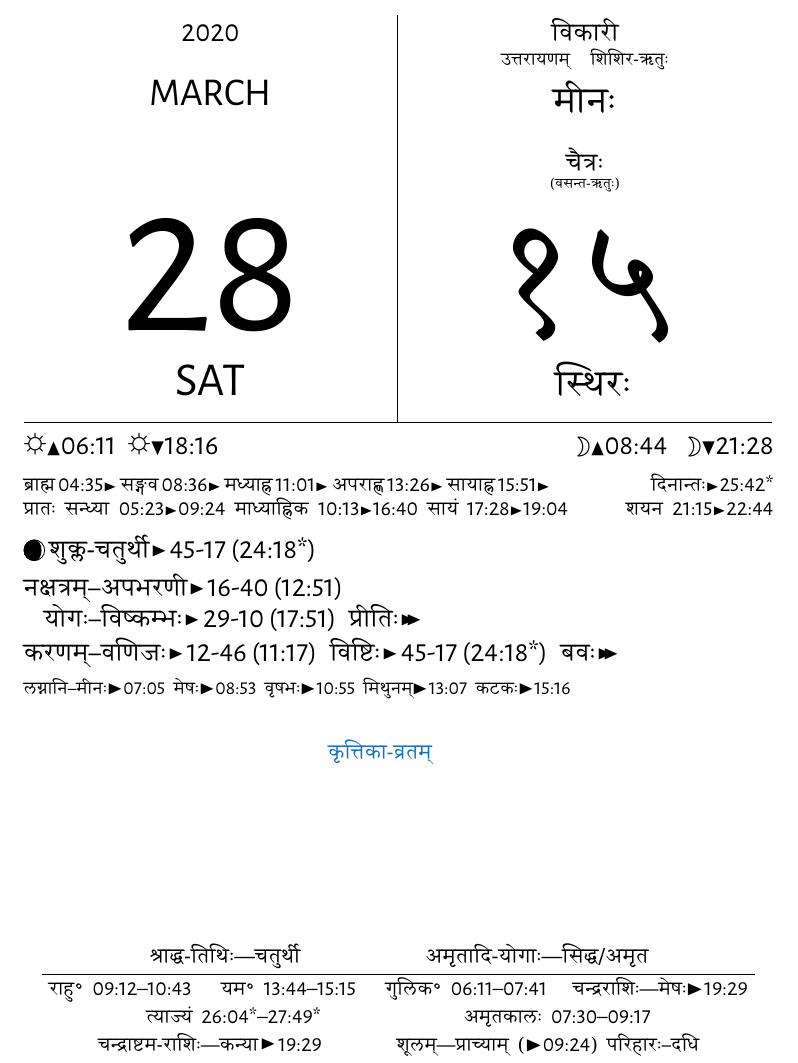 2020
MARCH
28
SAT
विकारी
उत्तरायणम् शिशिर-ऋतुः
मीनः
चैत्रः
(वसन्त-ऋतुः)
१५
स्थिरः
☼▲06:11 ☼▼18:16 ☽▲08:44 ☽▼21:28
ब्राह्म 04:35► सङ्गव 08:36► मध्याह्न 11:01► अपराह्ण 13:26► सायाह्न 15:51► दिनान्तः►25:42*
प्रातः सन्ध्या 05:23►09:24 माध्याह्निक 10:13►16:40 सायं 17:28►19:04 शयन 21:15►22:44
शुक्ल-चतुर्थी►45-17 (24:18*)
नक्षत्रम्–अपभरणी►16-40 (12:51)
योगः–विष्कम्भः►29-10 (17:51) प्रीतिः►►
करणम्–वणिजः►12-46 (11:17) विष्टिः►45-17 (24:18*) बवः►►
लग्नानि–मीनः►07:05 मेषः►08:53 वृषभः►10:55 मिथुनम्►13:07 कटकः►15:16
कृत्तिका-व्रतम्
श्राद्ध-तिथिः—चतुर्थी अमृतादि-योगाः—सिद्ध/अमृत
राहु॰ 09:12–10:43 यम॰ 13:44–15:15 गुलिक॰ 06:11–07:41 चन्द्रराशिः—मेषः►19:29
त्याज्यं 26:04*–27:49* अमृतकालः 07:30–09:17
चन्द्राष्टम-राशिः—कन्या►19:29 शूलम्—प्राच्याम् (►09:24) परिहारः–दधि